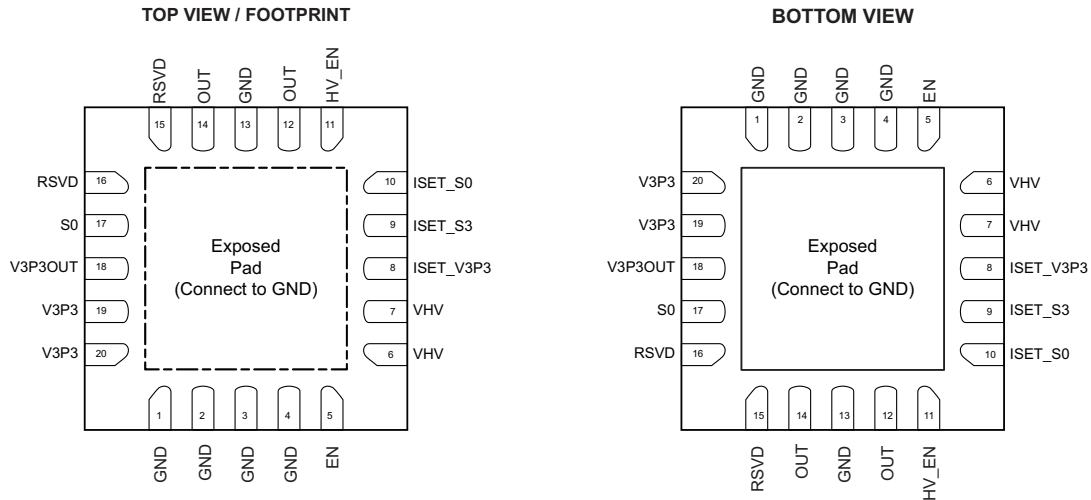 TOP VIEW / FOOTPRINT
RSVD
OUT
GND
OUT
HV_EN
15
14
13
12
11
RSVD 16
S0 17
V3P3OUT 18
V3P3 19
V3P3 20
Exposed
Pad
(Connect to GND)
10 ISET_S0
9 ISET_S3
8 ISET_V3P3
7 VHV
6 VHV
1
2
3
4
5
GND
GND
GND
GND
EN
BOTTOM VIEW
GND
GND
GND
GND
EN
1
2
3
4
5
V3P3 20
V3P3 19
V3P3OUT 18
S0 17
RSVD 16
Exposed
Pad
(Connect to GND)
6 VHV
7 VHV
8 ISET_V3P3
9 ISET_S3
10 ISET_S0
15
14
13
12
11
RSVD
OUT
GND
OUT
HV_EN